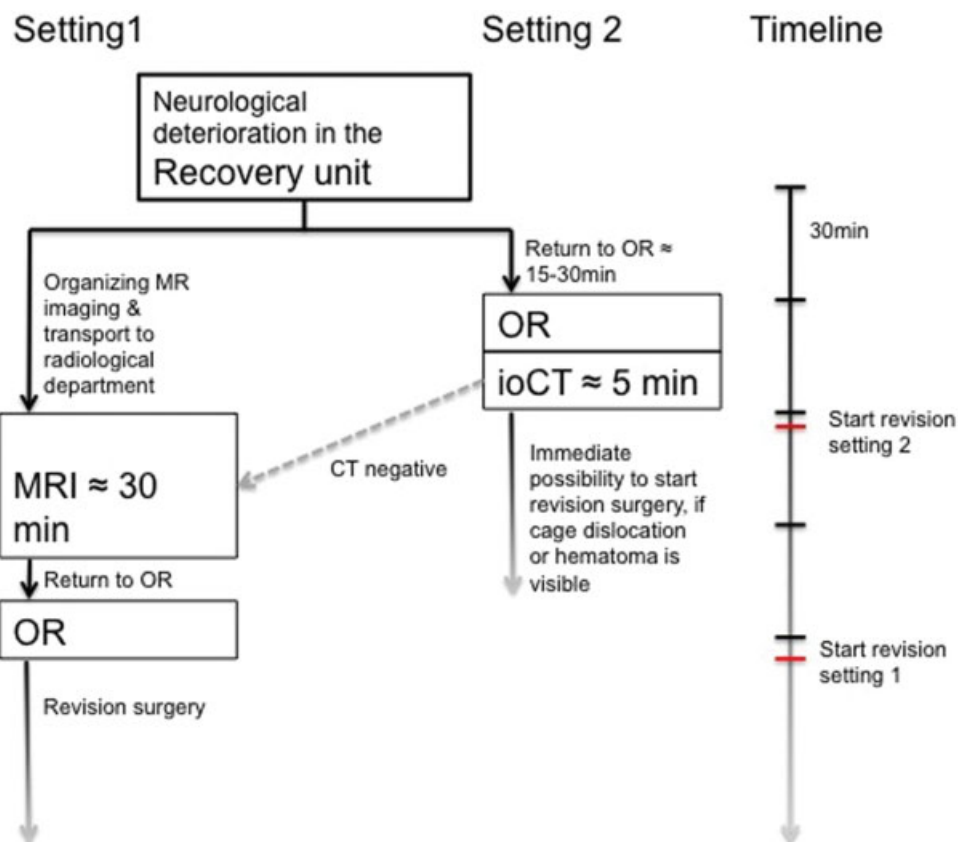 Setting1
Setting 2
Timeline
Neurological
deterioration in the
Recovery unit
30min
Return to OR ≈
15-30min
Organizing MR
imaging &
transport to
radiological
department
OR
ioCT ≈ 5 min
Start revision
setting 2
CT negative
Immediate
possibility to start
revision surgery, if
cage dislocation
or hematoma is
visible
MRI ≈ 30
min
Return to OR
OR
Start revision
setting 1
Revision surgery